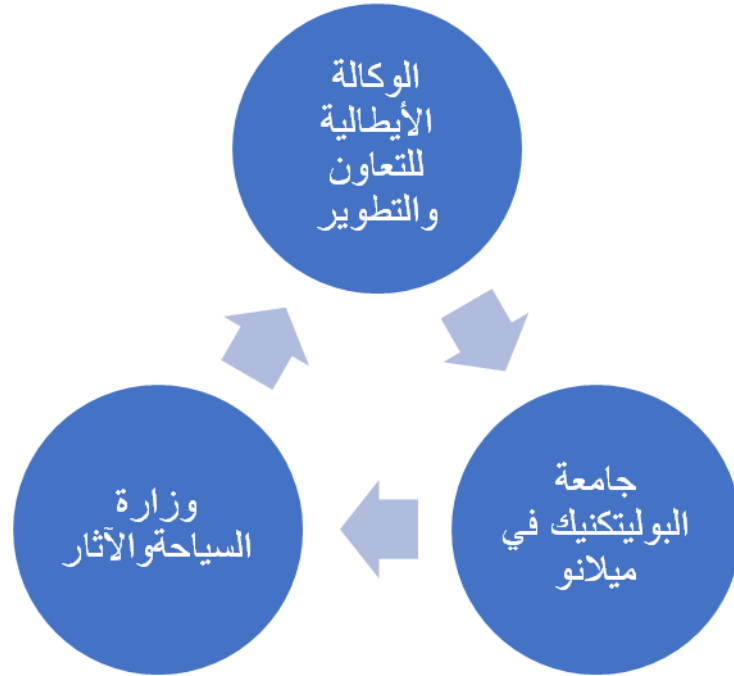 الوكالة
الأيطالية
للتعاون
والتطوير
جامعة
البوليتكنيك في
ميلانو
وزارة
السياحةوالآثار